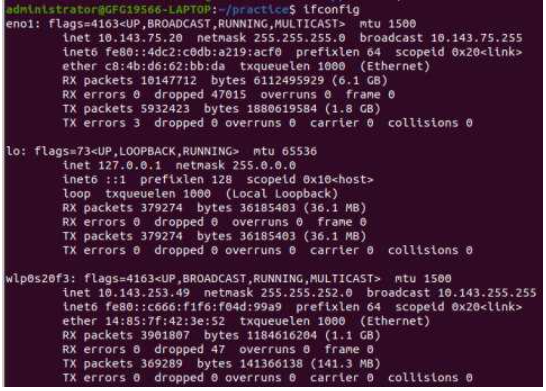 administrator@GFG19566-LAPTOP:~/practice$ ifconfig
eno1: flags=4163<UP,BROADCAST,RUNNING,MULTICAST>  mtu 1500
        inet 10.143.75.20  netmask 255.255.255.0  broadcast 10.143.75.255
        inet6 fe80::4dc2:c0db:a219:acf0  prefixlen 64  scopeid 0x20<link>
        ether c8:4b:d6:62:bb:da  txqueuelen 1000  (Ethernet)
        RX packets 10147712  bytes 6112495929 (6.1 GB)
        RX errors 0  dropped 47015  overruns 0  frame 0
        TX packets 5932423  bytes 1880619584 (1.8 GB)
        TX errors 3  dropped 0 overruns 0  carrier 0  collisions 0
lo: flags=73<UP,LOOPBACK,RUNNING>  mtu 65536
        inet 127.0.0.1  netmask 255.0.0.0
        inet6 ::1  prefixlen 128  scopeid 0x10<host>
        loop  txqueuelen 1000  (Local Loopback)
        RX packets 379274  bytes 36185403 (36.1 MB)
        RX errors 0  dropped 0  overruns 0  frame 0
        TX packets 379274  bytes 36185403 (36.1 MB)
        TX errors 0  dropped 0 overruns 0  carrier 0  collisions 0
wlp0s20f3: flags=4163<UP,BROADCAST,RUNNING,MULTICAST>  mtu 1500
        inet 10.143.253.49  netmask 255.255.252.0  broadcast 10.143.255.255
        inet6 fe80::c666:f1f6:f04d:99a9  prefixlen 64  scopeid 0x20<link>
        ether 14:85:7f:42:3e:52  txqueuelen 1000  (Ethernet)
        RX packets 3901807  bytes 1184616204 (1.1 GB)
        RX errors 0  dropped 47  overruns 0  frame 0
        TX packets 369289  bytes 141366138 (141.3 MB)
        TX errors 0  dropped 0 overruns 0  carrier 0  collisions 0